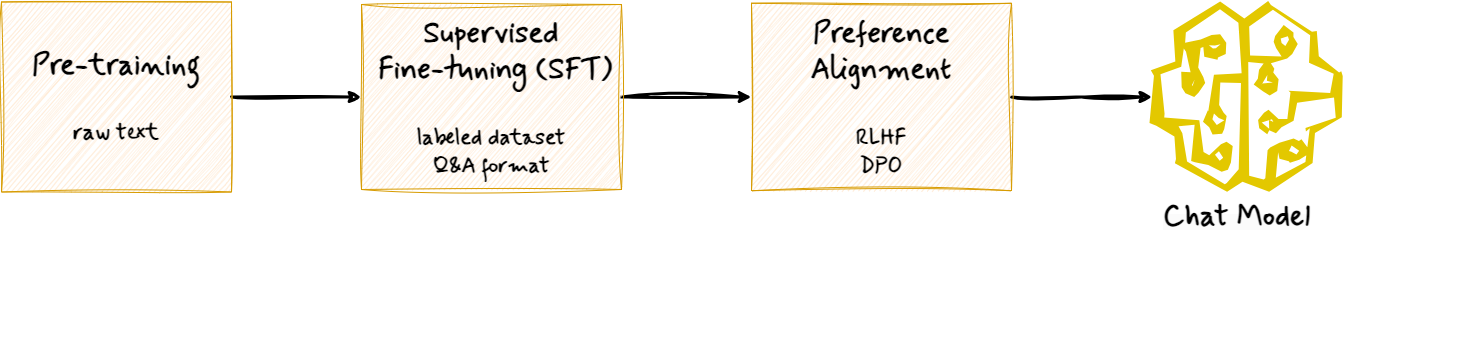 Pre-training
raw text
Supervised
Fine-tuning (SFT)
labeled dataset
Q&A format
Preference
Alignment
RLHF
DPO
Chat Model